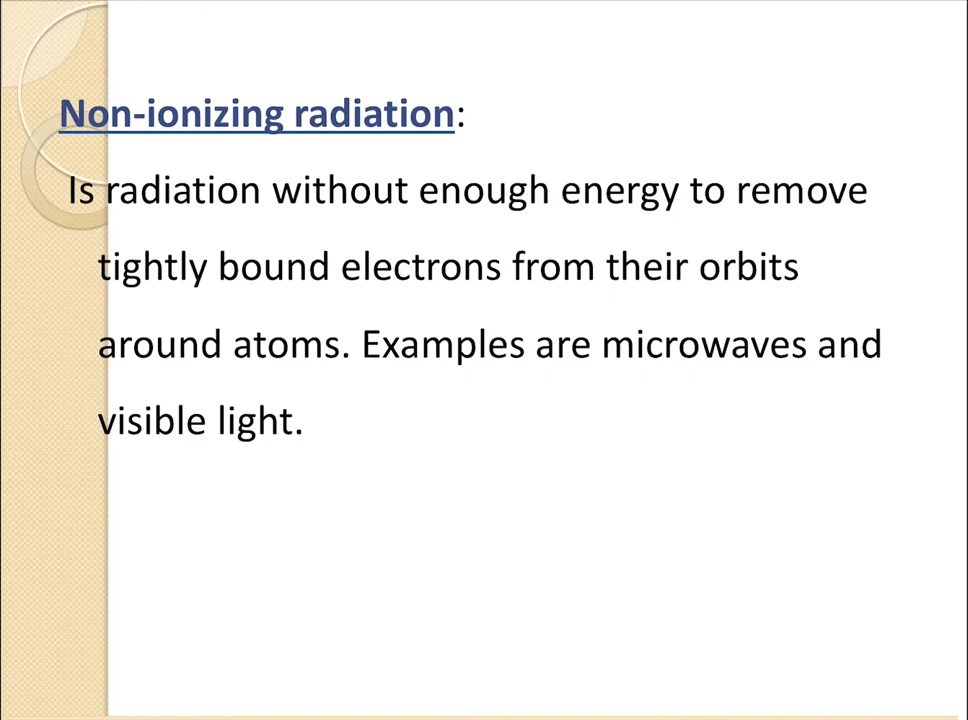 Non-ionizing radiation:
Is radiation without enough energy to remove
tightly bound electrons from their orbits
around atoms. Examples are microwaves and
visible light.